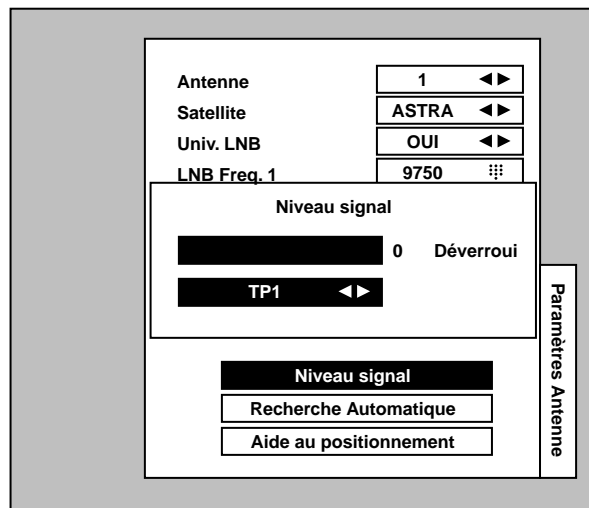 Antenne 1 ◄►
Satellite ASTRA ◄►
Univ. LNB OUI ◄►
LNB Freq. 1 9750
Niveau signal
0 Déverroui
TP1 ◄►
Niveau signal
Recherche Automatique
Aide au positionnement
Paramètres Antenne